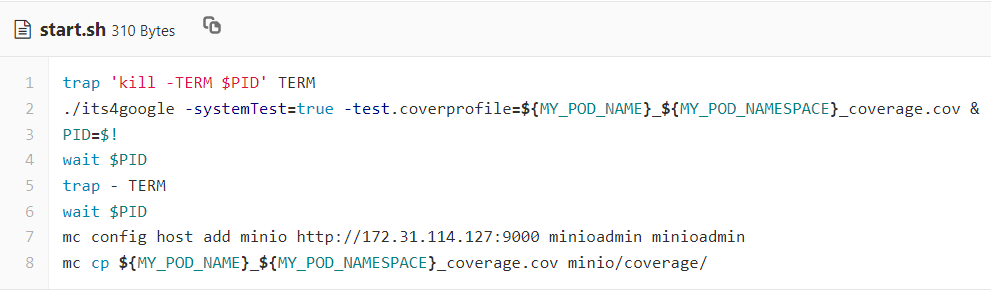 start.sh 310 Bytes
1 trap 'kill -TERM $PID' TERM
2 ./its4google -systemTest=true -test.coverprofile=${MY_POD_NAME}_${MY_POD_NAMESPACE}_coverage.cov &
3 PID=$!
4 wait $PID
5 trap - TERM
6 wait $PID
7 mc config host add minio http://172.31.114.127:9000 minioadmin minioadmin
8 mc cp ${MY_POD_NAME}_${MY_POD_NAMESPACE}_coverage.cov minio/coverage/